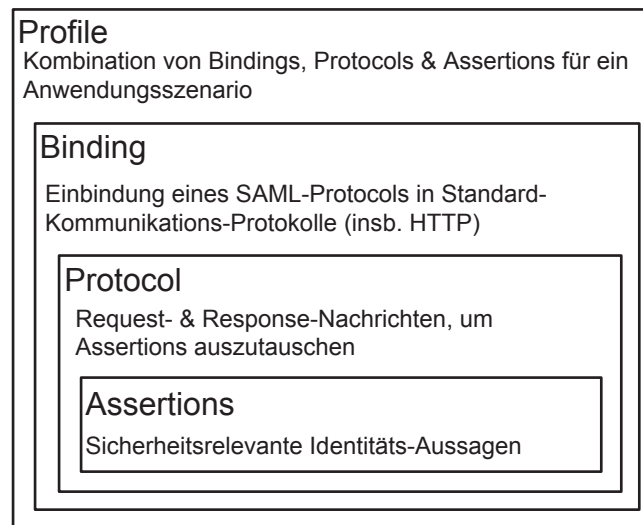 Profile
Kombination von Bindings, Protocols & Assertions für ein
Anwendungsszenario
Binding
Einbindung eines SAML-Protocols in Standard-
Kommunikations-Protokolle (insb. HTTP)
Protocol
Request- & Response-Nachrichten, um
Assertions auszutauschen
Assertions
Sicherheitsrelevante Identitäts-Aussagen